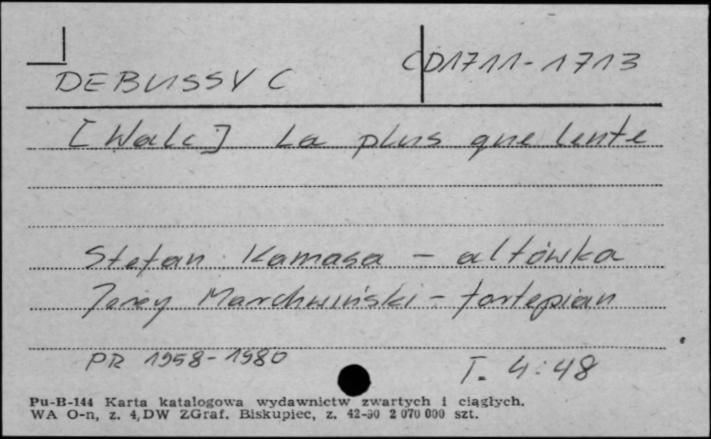 DEBUSSY C CD1711-1713
[Walc] La plus que lente
Stefan Kamasa - altówka
Jerzy Marchwiński - fortepian
PR 1958-1980 T. 4:48
Pu-B-144 Karta katalogowa wydawnictw zwartych i ciągłych.
WA O-n, z. 4, DW ZGraf. Biskupiec, z. 42-90 2 070 000 szt.